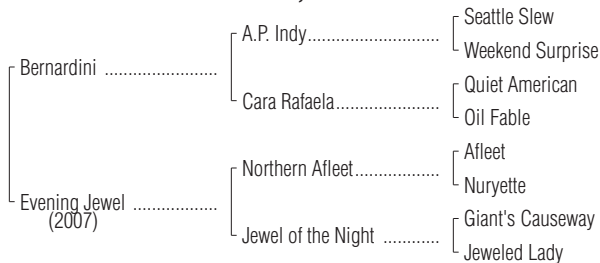 Bernardini ........................
A.P. Indy............................
Seattle Slew
Weekend Surprise
Cara Rafaela......................
Quiet American
Oil Fable
Evening Jewel ..................
(2007)
Northern Afleet..................
Afleet
Nuryette
Jewel of the Night ............
Giant's Causeway
Jeweled Lady